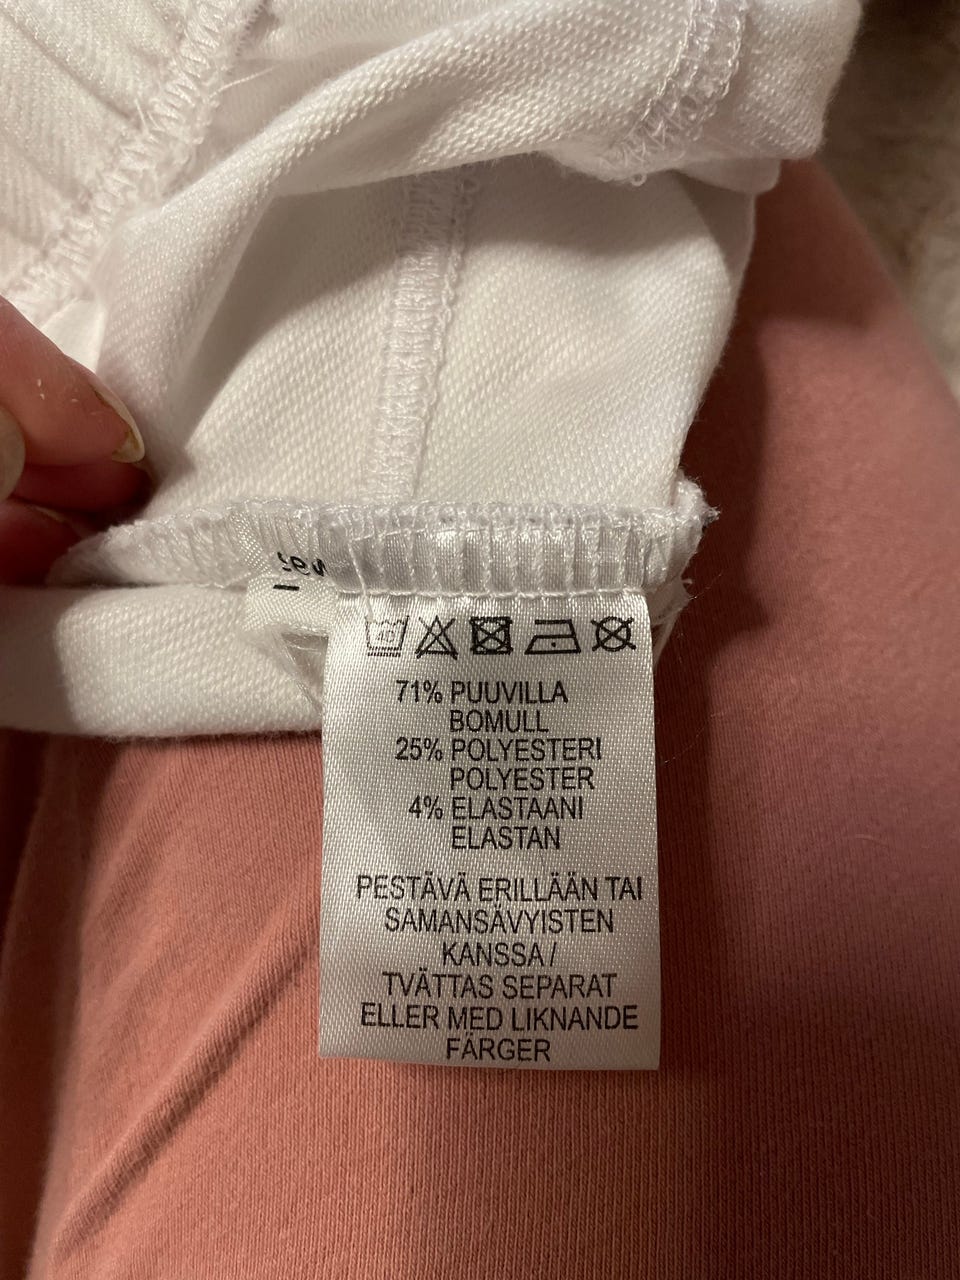 40
71% PUUVILLA
BOMULL
25% POLYESTERI
POLYESTER
4% ELASTAANI
ELASTAN
PESTÄVÄ ERILLÄÄN TAI
SAMANSÄVYISTEN
KANSSA /
TVÄTTAS SEPARAT
ELLER MED LIKNANDE
FÄRGER